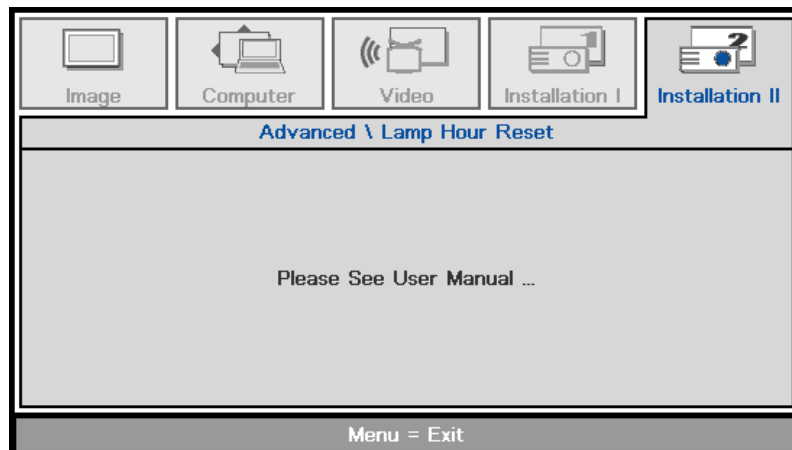 Image Computer Video Installation I Installation II
Advanced \ Lamp Hour Reset
Please See User Manual ...
Menu = Exit